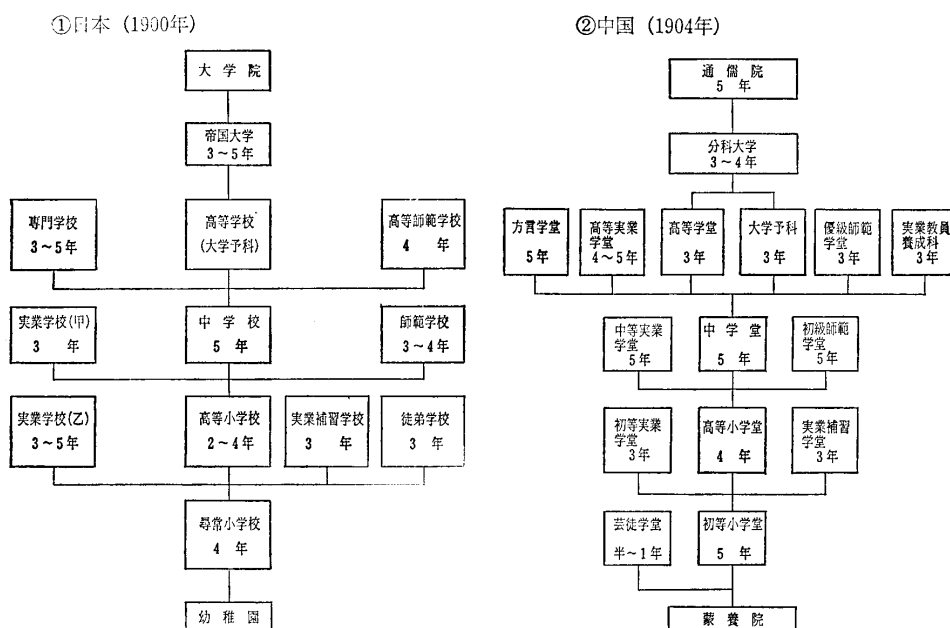 ①日本 (1900年)
大学院
帝国大学
3～5年
専門学校
3～5年
高等学校
(大学予科)
高等師範学校
4年
実業学校(甲)
3年
中学校
5年
師範学校
3～4年
実業学校(乙)
3～5年
高等小学校
2～4年
実業補習学校
3年
徒弟学校
3年
尋常小学校
4年
幼稚園
②中国 (1904年)
通儒院
5年
分科大学
3～4年
方言学堂
5年
高等実業
学堂
4～5年
高等学堂
3年
大学予科
3年
優級師範
学堂
3年
実業教員
養成科
3年
中等実業
学堂
5年
中学堂
5年
初級師範
学堂
5年
初等実業
学堂
3年
高等小学堂
4年
実業補習
学堂
3年
芸徒学堂
半～1年
初等小学堂
5年
蒙養院